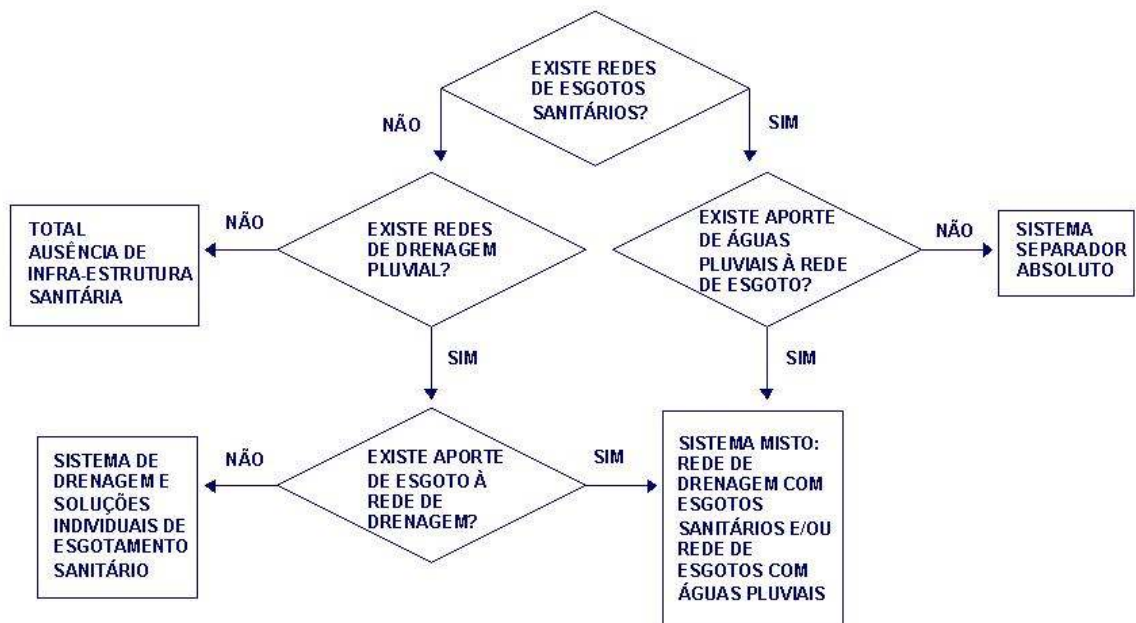 EXISTE REDES
DE ESGOTOS
SANITÁRIOS?
NÃO
SIM
TOTAL
AUSÊNCIA DE
INFRA-ESTRUTURA
SANITÁRIA
NÃO
EXISTE REDES
DE DRENAGEM
PLUVIAL?
EXISTE APORTE
DE ÁGUAS
PLUVIAIS À REDE
DE ESGOTO?
NÃO
SISTEMA
SEPARADOR
ABSOLUTO
SIM
SIM
SISTEMA DE
DRENAGEM E
SOLUÇÕES
INDIVIDUAIS DE
ESGOTAMENTO
SANITÁRIO
NÃO
EXISTE APORTE
DE ESGOTO À
REDE DE
DRENAGEM?
SIM
SISTEMA MISTO:
REDE DE
DRENAGEM COM
ESGOTOS
SANITÁRIOS E/OU
REDE DE
ESGOTOS COM
ÁGUAS PLUVIAIS